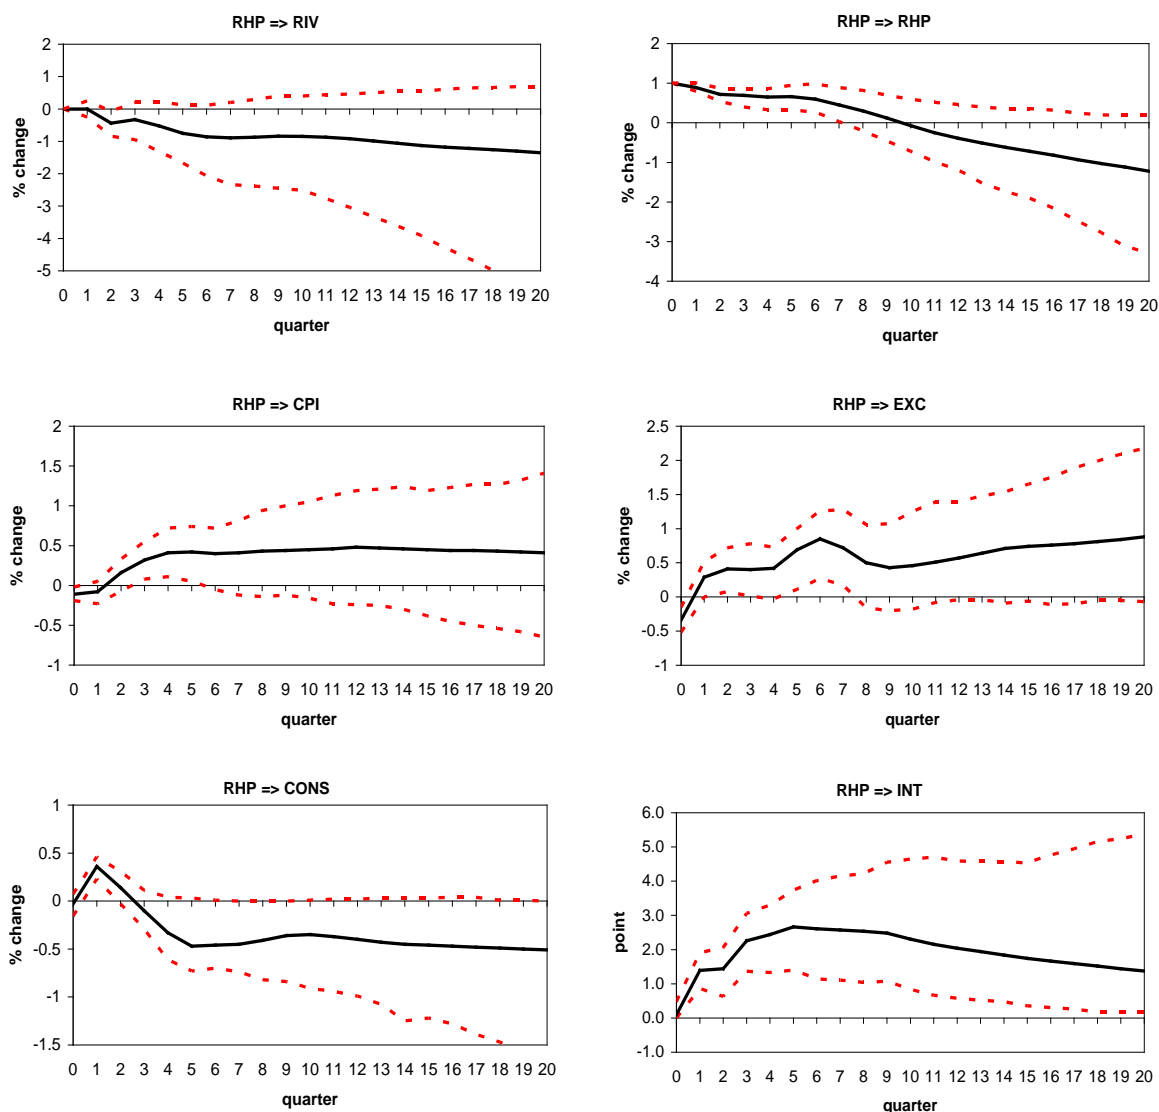 RHP => RIV
2
1
0
-1
-2
-3
-4
-5
% change
0 1 2 3 4 5 6 7 8 9 10 11 12 13 14 15 16 17 18 19 20
quarter
RHP => RHP
2
1
0
-1
-2
-3
-4
% change
0 1 2 3 4 5 6 7 8 9 10 11 12 13 14 15 16 17 18 19 20
quarter
RHP => CPI
2
1.5
1
0.5
0
-0.5
-1
% change
0 1 2 3 4 5 6 7 8 9 10 11 12 13 14 15 16 17 18 19 20
quarter
RHP => EXC
2.5
2
1.5
1
0.5
0
-0.5
-1
% change
0 1 2 3 4 5 6 7 8 9 10 11 12 13 14 15 16 17 18 19 20
quarter
RHP => CONS
1
0.5
0
-0.5
-1
-1.5
% change
0 1 2 3 4 5 6 7 8 9 10 11 12 13 14 15 16 17 18 19 20
quarter
RHP => INT
6.0
5.0
4.0
3.0
2.0
1.0
0.0
-1.0
point
0 1 2 3 4 5 6 7 8 9 10 11 12 13 14 15 16 17 18 19 20
quarter